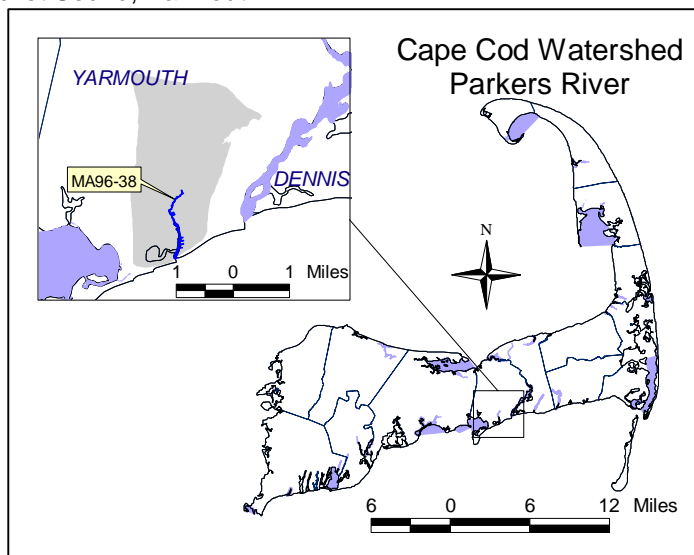 Cape Cod Watershed
Parkers River
YARMOUTH
MA96-38
DENNIS
1 0 1 Miles
N
6 0 6 12 Miles